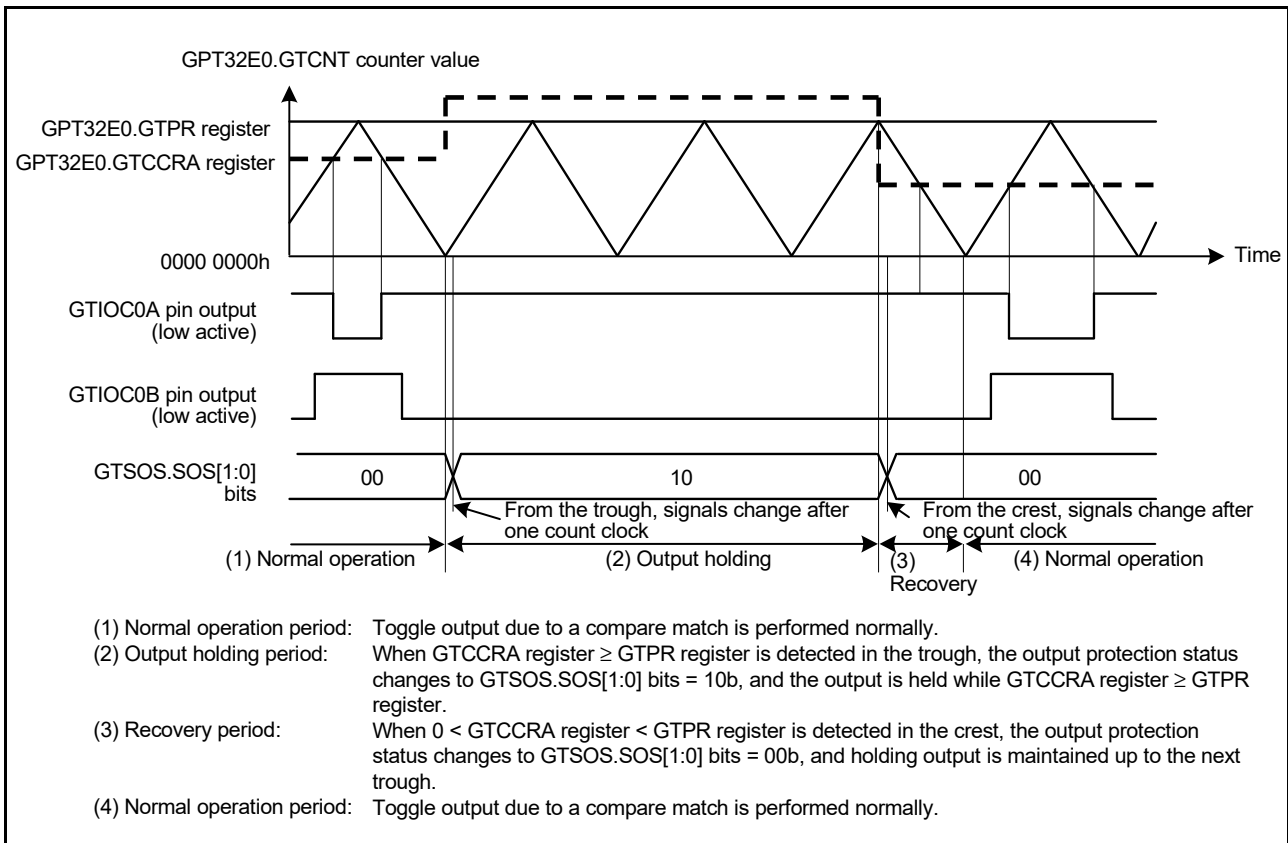 GPT32E0.GTCNT counter value
GPT32E0.GTPR register
GPT32E0.GTCCRA register
0000 0000h
Time
GTIOC0A pin output
(low active)
GTIOC0B pin output
(low active)
GTSOS.SOS[1:0]
bits
00
10
00
From the trough, signals change after
one count clock
From the crest, signals change after
one count clock
(1) Normal operation
(2) Output holding
(3)
Recovery
(4) Normal operation
(1) Normal operation period: Toggle output due to a compare match is performed normally.
(2) Output holding period: When GTCCRA register ≥ GTPR register is detected in the trough, the output protection status
changes to GTSOS.SOS[1:0] bits = 10b, and the output is held while GTCCRA register ≥ GTPR
register.
(3) Recovery period: When 0 < GTCCRA register < GTPR register is detected in the crest, the output protection
status changes to GTSOS.SOS[1:0] bits = 00b, and holding output is maintained up to the next
trough.
(4) Normal operation period: Toggle output due to a compare match is performed normally.